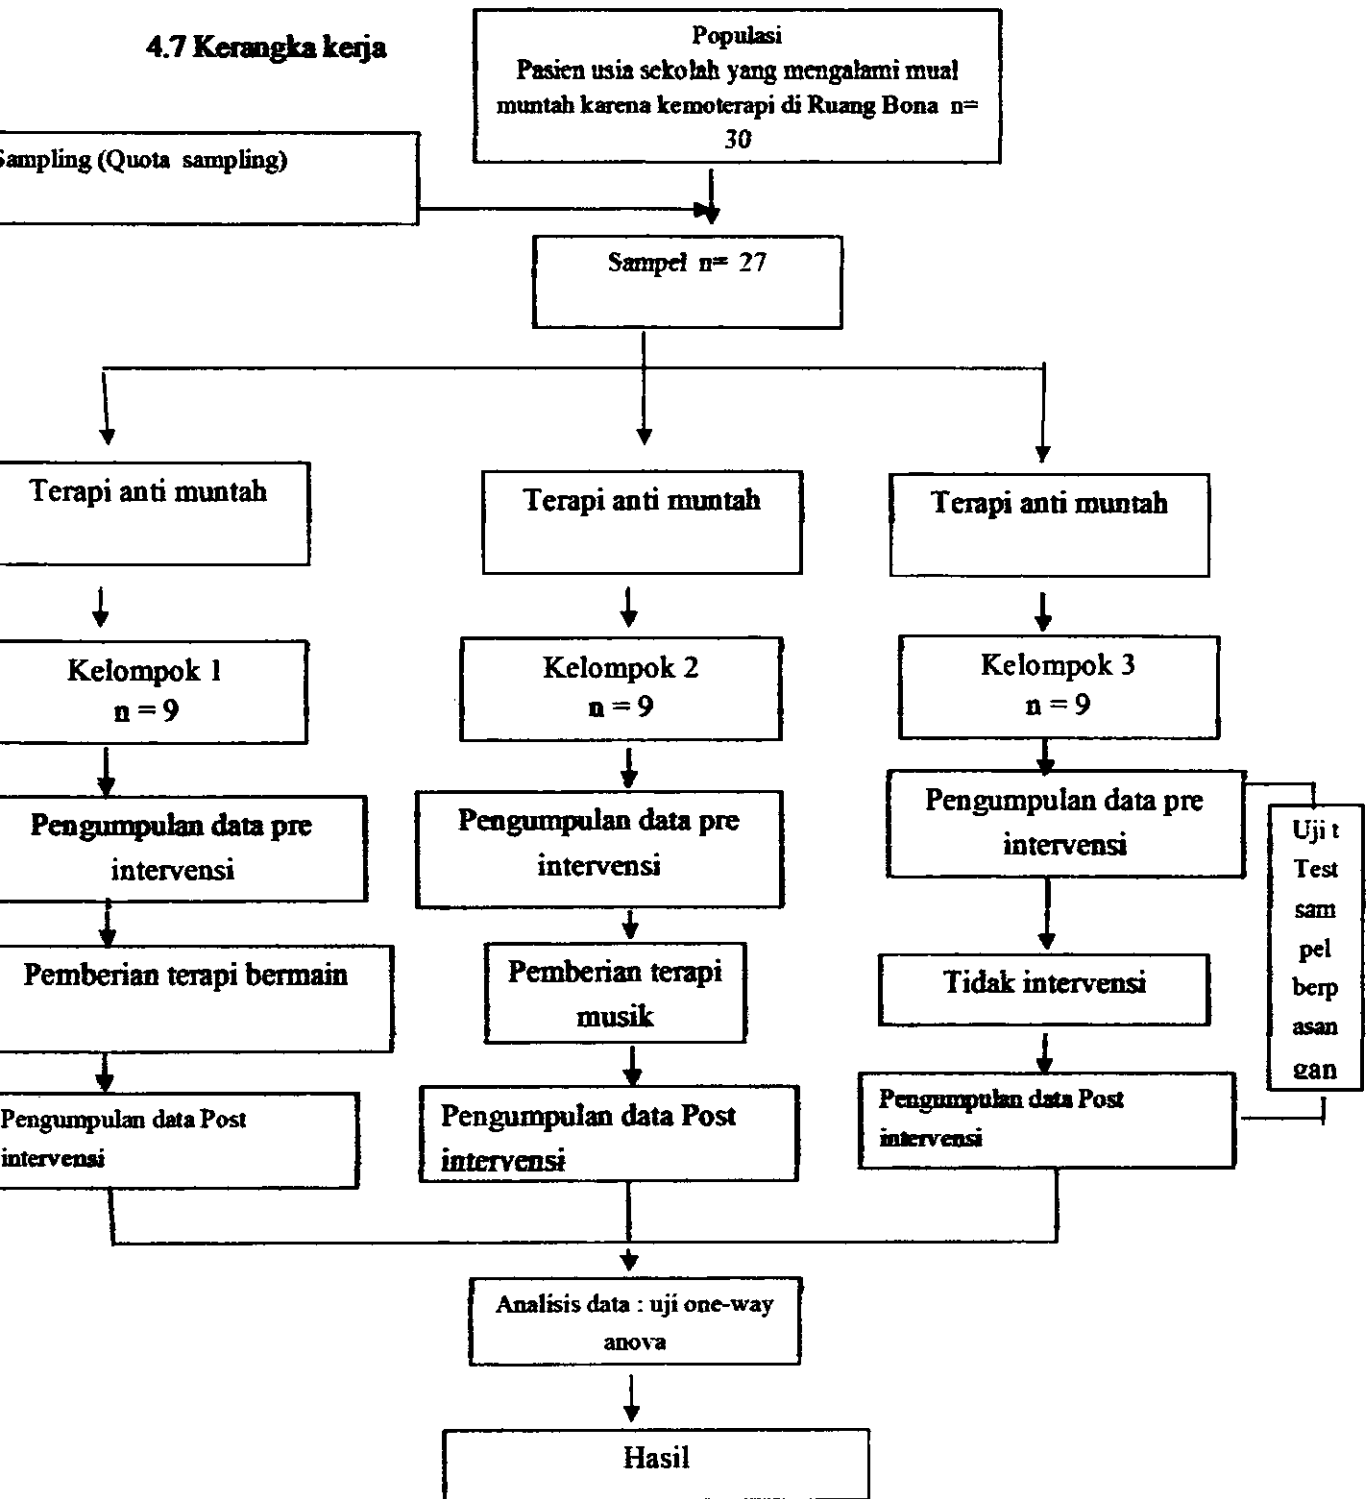 4.7 Kerangka kerja
Populasi
Pasien usia sekolah yang mengalami mual
muntah karena kemoterapi di Ruang Bona n=
30
Sampling (Quota sampling)
Sampel n= 27
Terapi anti muntah
Terapi anti muntah
Terapi anti muntah
Kelompok 1
n = 9
Kelompok 2
n = 9
Kelompok 3
n = 9
Pengumpulan data pre
intervensi
Pengumpulan data pre
intervensi
Pengumpulan data pre
intervensi
Uji t
Test
sam
pel
berp
asan
gan
Pemberian terapi bermain
Pemberian terapi
musik
Tidak intervensi
Pengumpulan data Post
intervensi
Pengumpulan data Post
intervensi
Pengumpulan data Post
intervensi
Analisis data : uji one-way
anova
Hasil